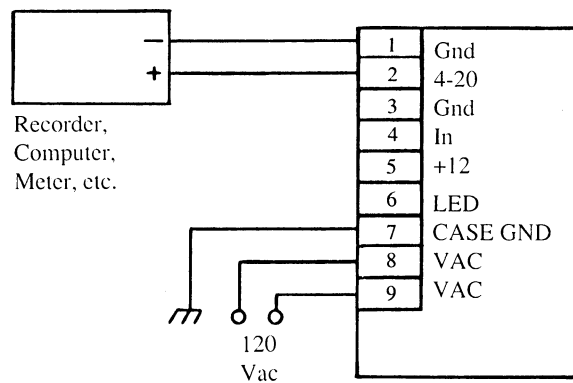 −
+
Recorder,
Computer,
Meter, etc.
1 Gnd
2 4-20
3 Gnd
4 In
5 +12
6 LED
7 CASE GND
8 VAC
9 VAC
120
Vac